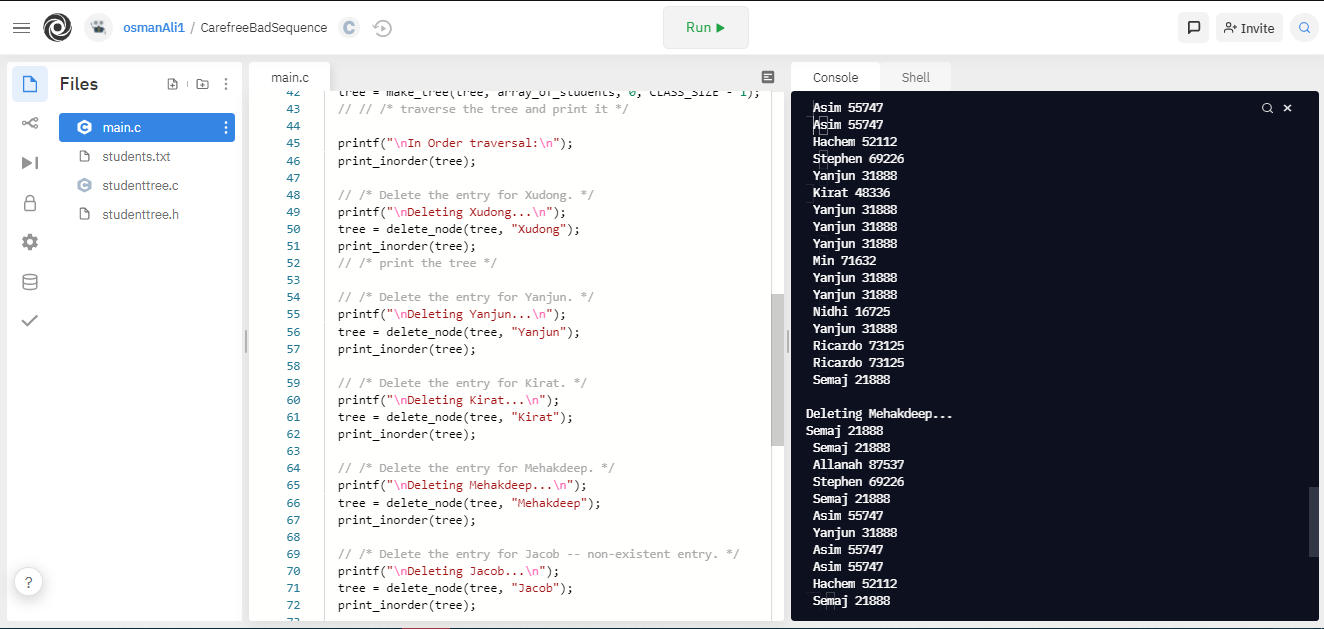 osmanAli1 / CarefreeBadSequence C
Run
Invite
Files
main.c
students.txt
studenttree.c
studenttree.h
?
main.c
42 tree = make_tree(tree, array_of_students, 0, CLASS_SIZE - 1);
43 // // /* traverse the tree and print it */
44
45 printf("\nIn Order traversal:\n");
46 print_inorder(tree);
47
48 // /* Delete the entry for Xudong. */
49 printf("\nDeleting Xudong...\n");
50 tree = delete_node(tree, "Xudong");
51 print_inorder(tree);
52 // /* print the tree */
53
54 // /* Delete the entry for Yanjun. */
55 printf("\nDeleting Yanjun...\n");
56 tree = delete_node(tree, "Yanjun");
57 print_inorder(tree);
58
59 // /* Delete the entry for Kirat. */
60 printf("\nDeleting Kirat...\n");
61 tree = delete_node(tree, "Kirat");
62 print_inorder(tree);
63
64 // /* Delete the entry for Mehakdeep. */
65 printf("\nDeleting Mehakdeep...\n");
66 tree = delete_node(tree, "Mehakdeep");
67 print_inorder(tree);
68
69 // /* Delete the entry for Jacob -- non-existent entry. */
70 printf("\nDeleting Jacob...\n");
71 tree = delete_node(tree, "Jacob");
72 print_inorder(tree);
73
Console Shell
Asim 55747
Asim 55747
Hachem 52112
Stephen 69226
Yanjun 31888
Kirat 48336
Yanjun 31888
Yanjun 31888
Yanjun 31888
Min 71632
Yanjun 31888
Yanjun 31888
Nidhi 16725
Yanjun 31888
Ricardo 73125
Ricardo 73125
Semaj 21888
Deleting Mehakdeep...
Semaj 21888
Semaj 21888
Allanah 87537
Stephen 69226
Semaj 21888
Asim 55747
Yanjun 31888
Asim 55747
Asim 55747
Hachem 52112
Semaj 21888